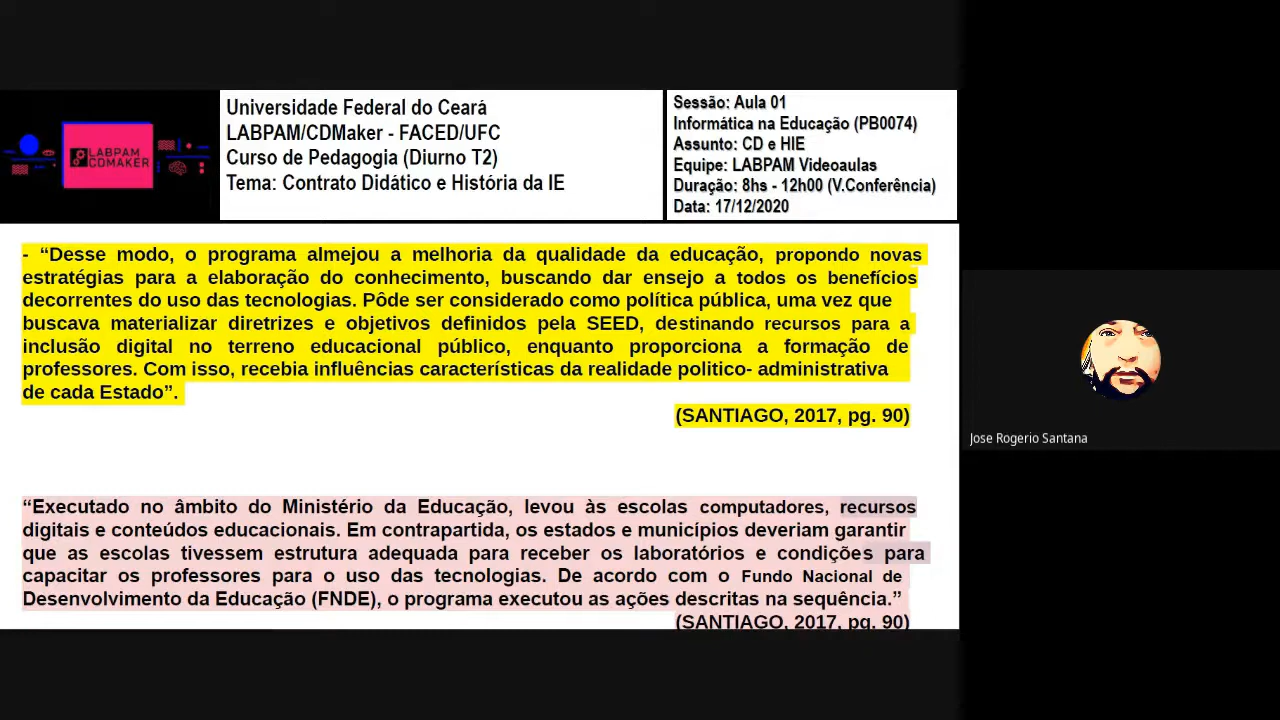 LABPAM
CDMAKER
Universidade Federal do Ceará
LABPAM/CDMaker - FACED/UFC
Curso de Pedagogia (Diurno T2)
Tema: Contrato Didático e História da IE
Sessão: Aula 01
Informática na Educação (PB0074)
Assunto: CD e HIE
Equipe: LABPAM Videoaulas
Duração: 8hs - 12h00 (V.Conferência)
Data: 17/12/2020
- “Desse modo, o programa almejou a melhoria da qualidade da educação, propondo novas
estratégias para a elaboração do conhecimento, buscando dar ensejo a todos os benefícios
decorrentes do uso das tecnologias. Pôde ser considerado como política pública, uma vez que
buscava materializar diretrizes e objetivos definidos pela SEED, destinando recursos para a
inclusão digital no terreno educacional público, enquanto proporciona a formação de
professores. Com isso, recebia influências características da realidade politico- administrativa
de cada Estado”.
(SANTIAGO, 2017, pg. 90)
“Executado no âmbito do Ministério da Educação, levou às escolas computadores, recursos
digitais e conteúdos educacionais. Em contrapartida, os estados e municípios deveriam garantir
que as escolas tivessem estrutura adequada para receber os laboratórios e condições para
capacitar os professores para o uso das tecnologias. De acordo com o Fundo Nacional de
Desenvolvimento da Educação (FNDE), o programa executou as ações descritas na sequência.”
(SANTIAGO, 2017, pg. 90)
Jose Rogerio Santana